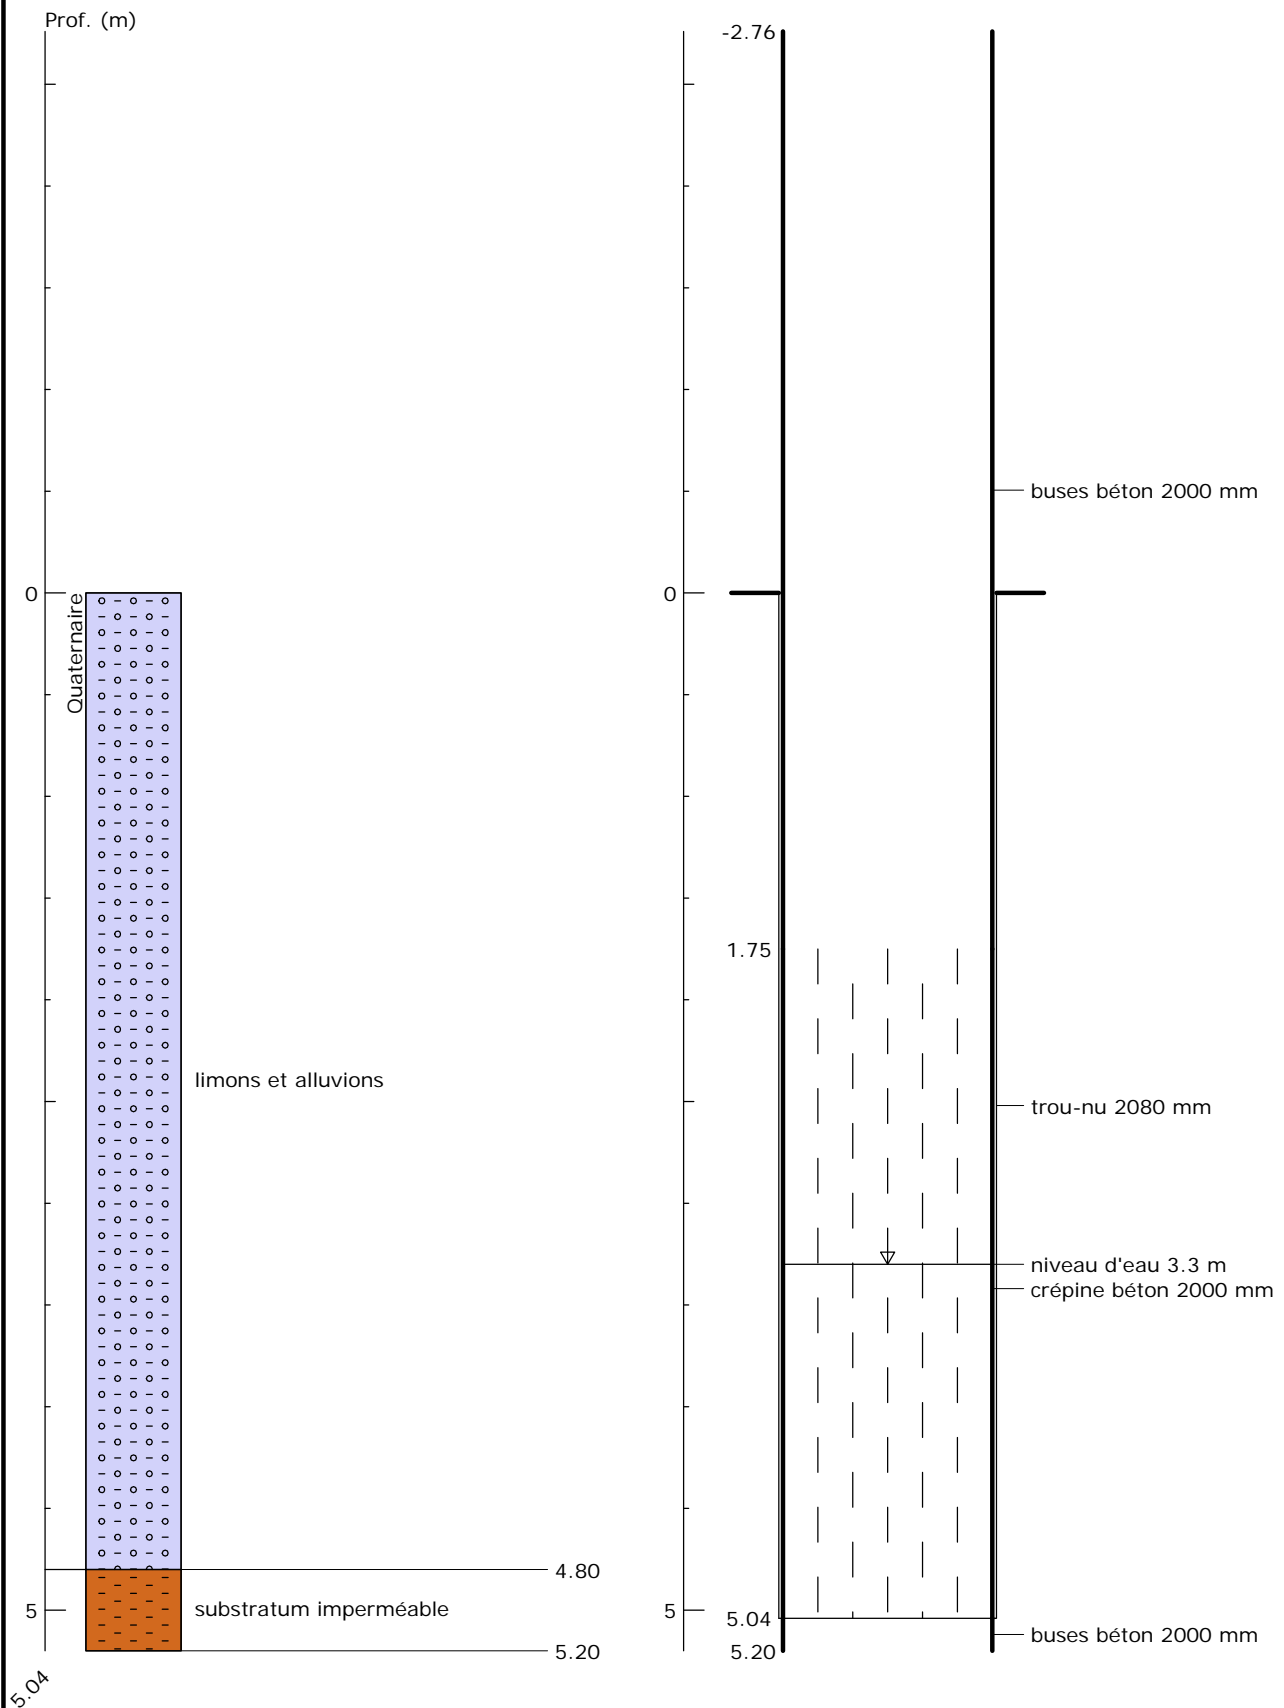 Prof. (m)
0
Quaternaire
limons et alluvions
4.80
5
substratum imperméable
5.20
5.04
-2.76
buses béton 2000 mm
0
1.75
trou-nu 2080 mm
niveau d'eau 3.3 m
crépine béton 2000 mm
5
5.04
buses béton 2000 mm
5.20